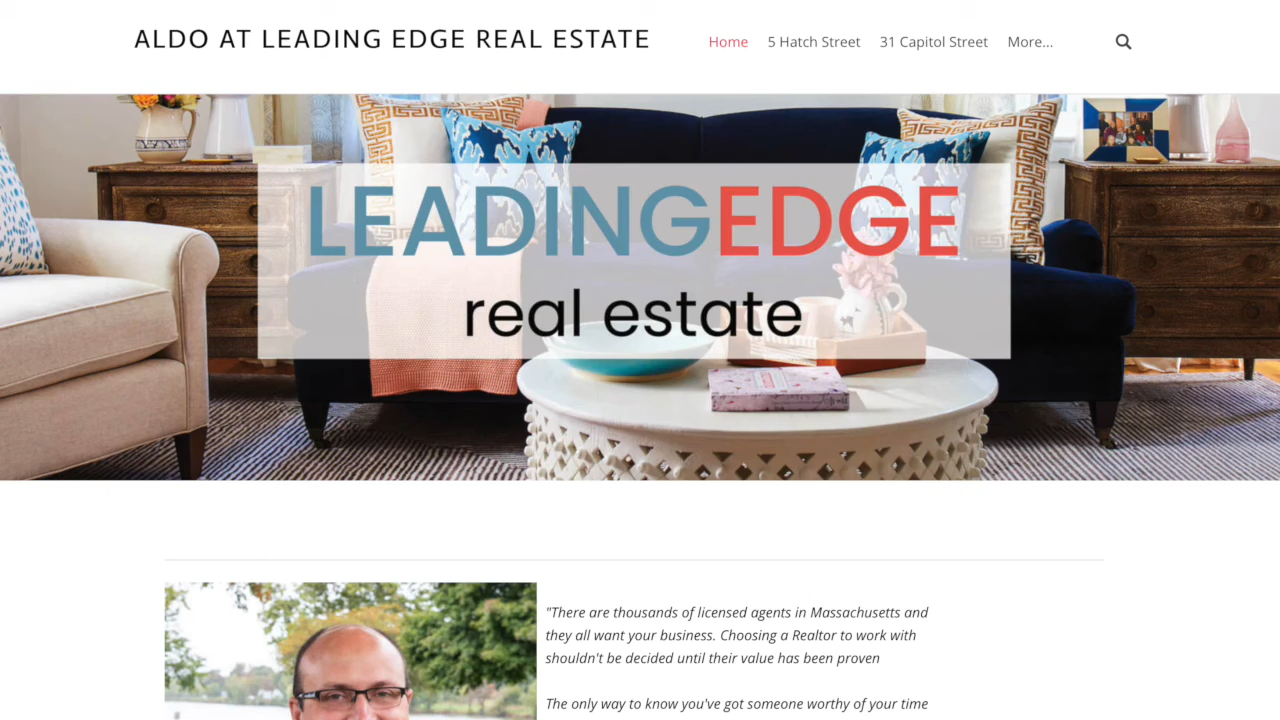 ALDO AT LEADING EDGE REAL ESTATE
Home 5 Hatch Street 31 Capitol Street More...
LEADINGEDGE
real estate
"There are thousands of licensed agents in Massachusetts and
they all want your business. Choosing a Realtor to work with
shouldn't be decided until their value has been proven
The only way to know you've got someone worthy of your time